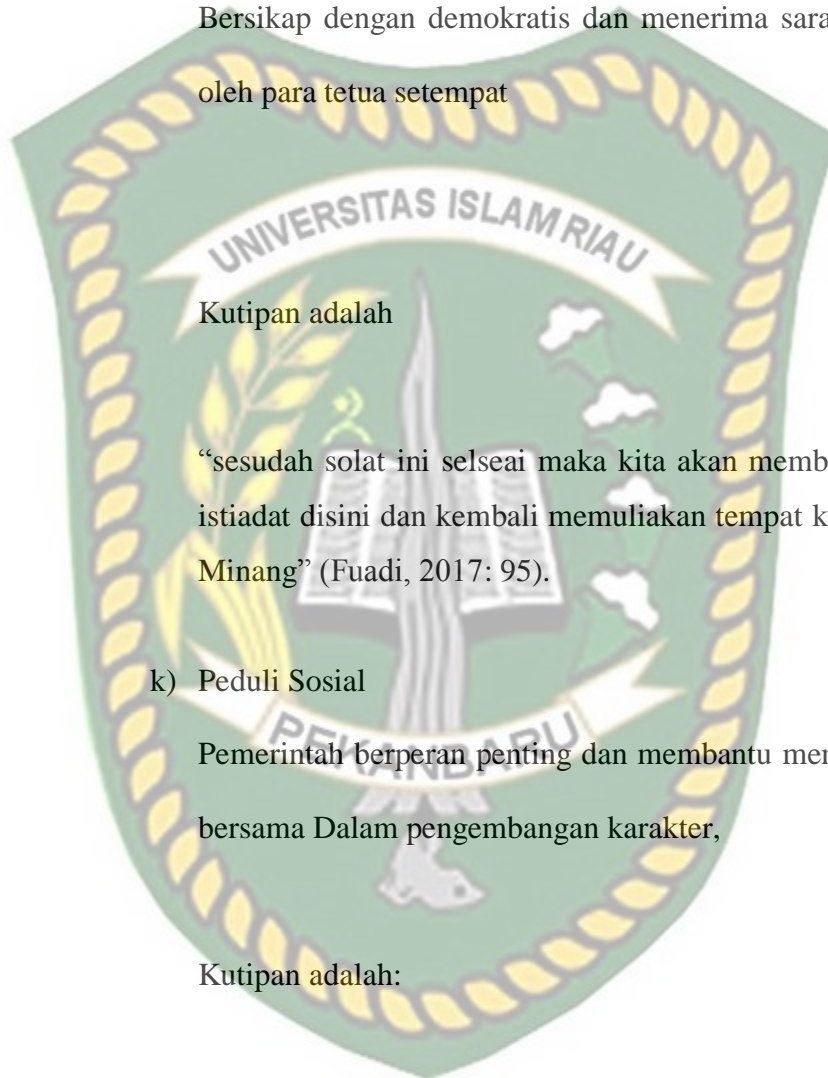 Bersikap dengan demokratis dan menerima sara
oleh para tetua setempat
UNIVERSITAS ISLAM RIAU
Kutipan adalah
“sesudah solat ini selseai maka kita akan memb
istiadat disini dan kembali memuliakan tempat k
Minang” (Fuadi, 2017: 95).
k) Peduli Sosial
PEKANBARU
Pemerintah berperan penting dan membantu men
bersama Dalam pengembangan karakter,
Kutipan adalah: